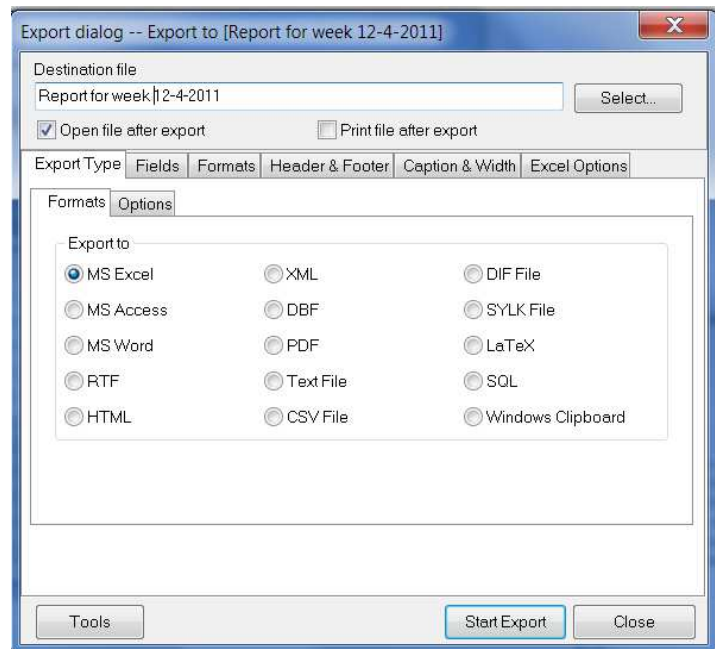 Export dialog -- Export to [Report for week 12-4-2011]
Destination file
Report for week 12-4-2011
Select...
Open file after export Print file after export
Export Type Fields Formats Header & Footer Caption & Width Excel Options
Formats Options
Export to
MS Excel XML DIF File
MS Access DBF SYLK File
MS Word PDF LaTeX
RTF Text File SQL
HTML CSV File Windows Clipboard
Tools Start Export Close